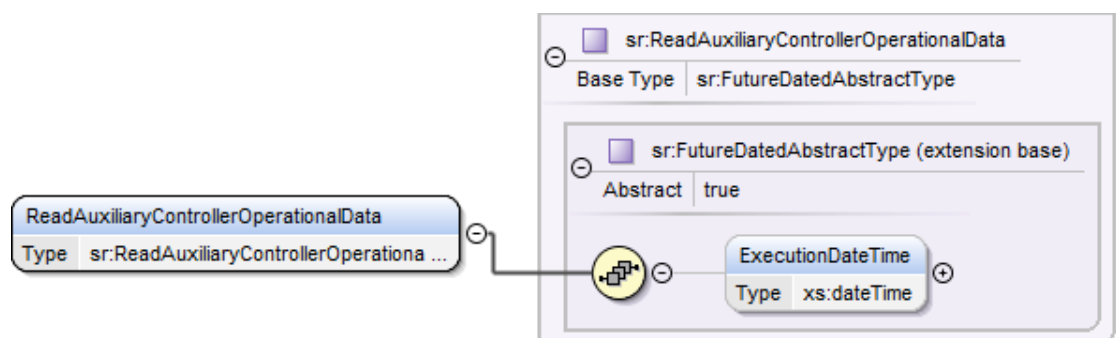 sr:ReadAuxiliaryControllerOperationalData
Base Type sr:FutureDatedAbstractType
sr:FutureDatedAbstractType (extension base)
Abstract true
ReadAuxiliaryControllerOperationalData
Type sr:ReadAuxiliaryControllerOperationa ...
ExecutionDateTime
Type xs:dateTime